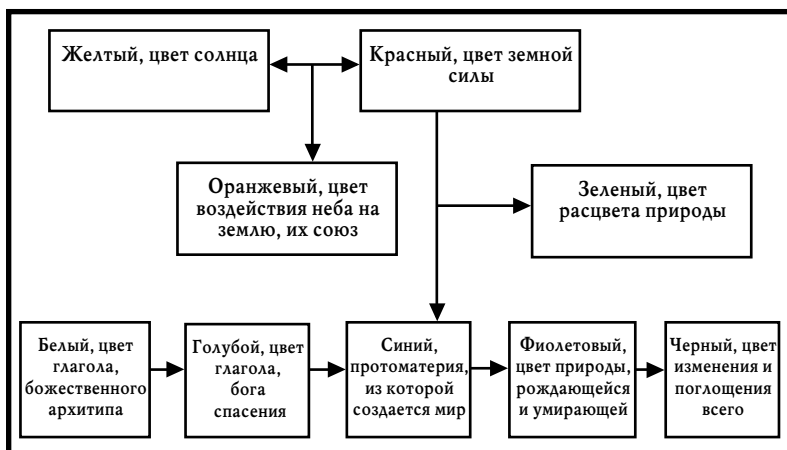 Желтый, цвет солнца
Красный, цвет земной
силы
Оранжевый, цвет
воздействия неба на
землю, их союз
Зеленый, цвет
расцвета природы
Белый, цвет
глагола,
божественного
архитипа
Голубой, цвет
глагола,
бога
спасения
Синий,
протоматерия,
из которой
создается мир
Фиолетовый,
цвет природы,
рождающейся
и умирающей
Черный, цвет
изменения и
поглощения
всего